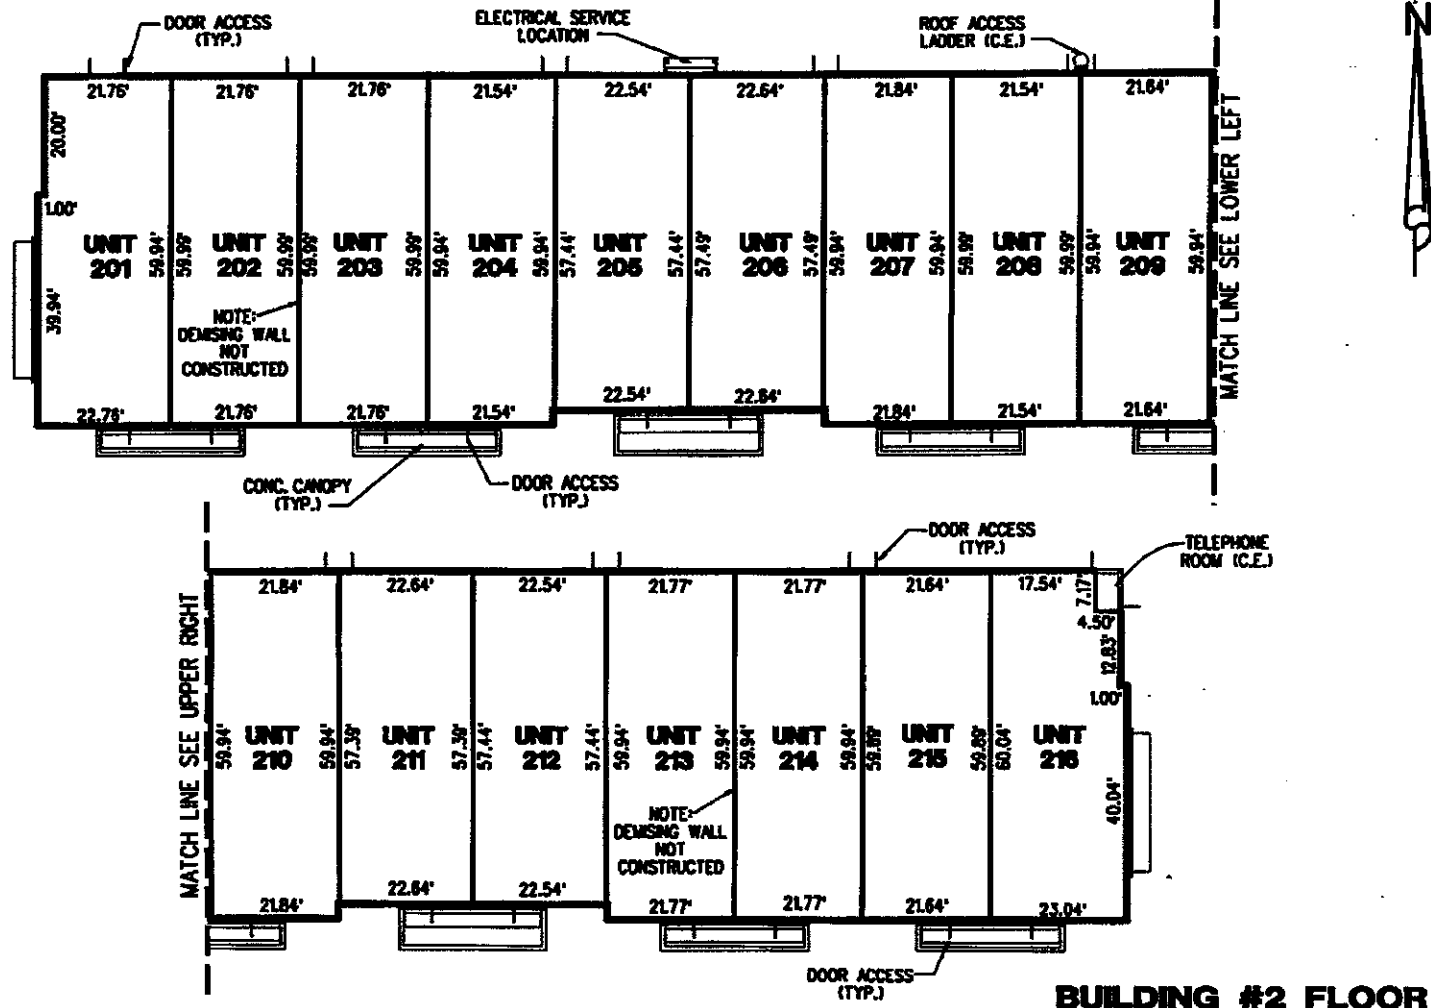 DOOR ACCESS
(TYP.)
ELECTRICAL SERVICE
LOCATION
ROOF ACCESS
LADDER (C.E.)
N
21.76'
21.76'
21.76'
21.54'
22.54'
22.64'
21.84'
21.54'
21.64'
20.00'
1.00'
39.94'
UNIT
201
59.94'
59.99'
UNIT
202
59.99'
59.99'
UNIT
203
59.99'
59.94'
UNIT
204
59.94'
57.44'
UNIT
205
57.44'
57.49'
UNIT
206
57.49'
59.94'
UNIT
207
59.94'
59.99'
UNIT
208
59.99'
59.94'
UNIT
209
59.94'
MATCH LINE SEE LOWER LEFT
NOTE:
DEMISING WALL
NOT
CONSTRUCTED
22.76'
21.76'
21.76'
21.54'
22.54'
22.64'
21.84'
21.54'
21.64'
CONC. CANOPY
(TYP.)
DOOR ACCESS
(TYP.)
DOOR ACCESS
(TYP.)
TELEPHONE
ROOM (C.E.)
MATCH LINE SEE UPPER RIGHT
21.84'
22.64'
22.54'
21.77'
21.77'
21.64'
17.54'
7.17'
4.50'
12.83'
1.00'
59.94'
UNIT
210
59.94'
57.39'
UNIT
211
57.39'
57.44'
UNIT
212
57.44'
59.94'
UNIT
213
59.94'
59.94'
UNIT
214
59.94'
59.89'
UNIT
215
59.89'
60.04'
UNIT
216
40.04'
NOTE:
DEMISING WALL
NOT
CONSTRUCTED
21.84'
22.64'
22.54'
21.77'
21.77'
21.64'
23.04'
DOOR ACCESS
(TYP.)
BUILDING #2 FLOOR